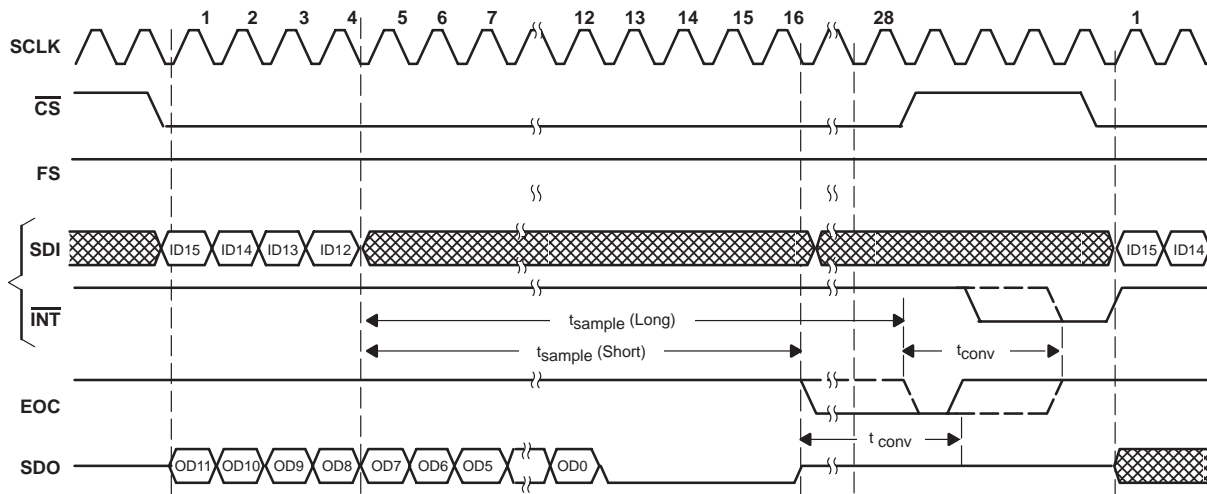 1 2 3 4 5 6 7 12 13 14 15 16 28 1
SCLK
CS
FS
SDI ID15 ID14 ID13 ID12 ID15 ID14
INT
tsample (Long)
tsample (Short) tconv
EOC
t conv
SDO OD11 OD10 OD9 OD8 OD7 OD6 OD5 OD0